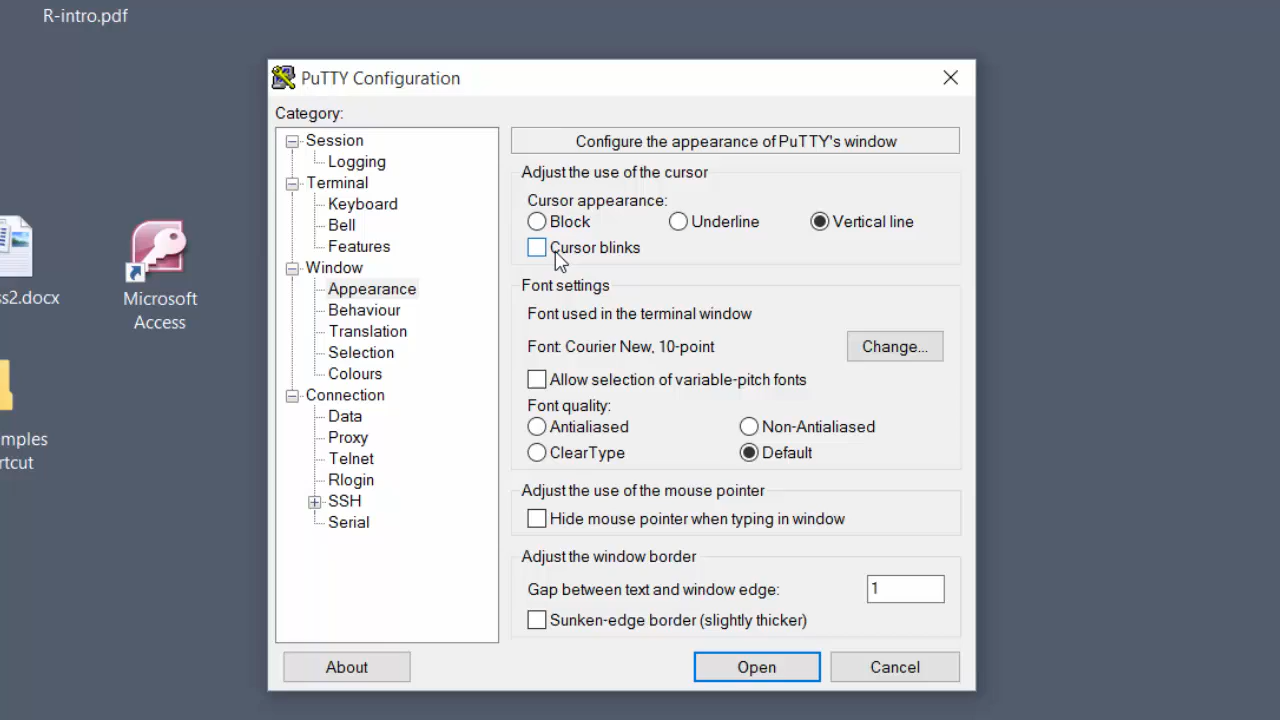 R-intro.pdf
PuTTY Configuration
Category:
Session
Logging
Terminal
Keyboard
Bell
Features
Window
Appearance
Behaviour
Translation
Selection
Colours
Connection
Data
Proxy
Telnet
Rlogin
SSH
Serial
Configure the appearance of PuTTY's window
Adjust the use of the cursor
Cursor appearance:
Block Underline Vertical line
Cursor blinks
Font settings
Font used in the terminal window
Font: Courier New, 10-point Change...
Allow selection of variable-pitch fonts
Font quality:
Antialiased Non-Antialiased
ClearType Default
Adjust the use of the mouse pointer
Hide mouse pointer when typing in window
Adjust the window border
Gap between text and window edge: 1
Sunken-edge border (slightly thicker)
About Open Cancel
ss2.docx
Microsoft
Access
mples
rtcut